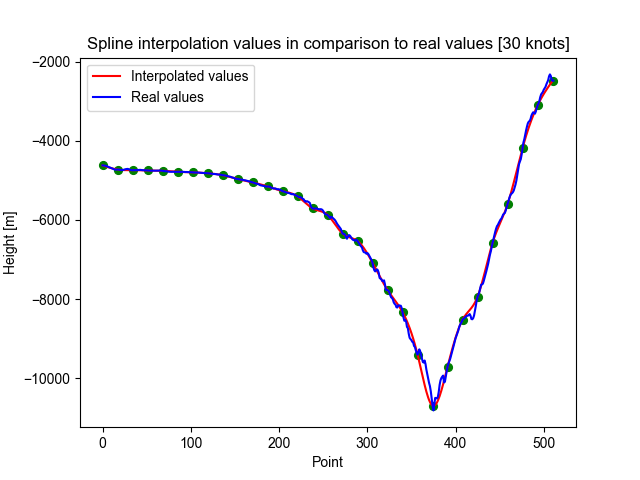 Spline interpolation values in comparison to real values [30 knots]
Interpolated values
Real values
−2000
−4000
−6000
−8000
−10000
Height [m]
0 100 200 300 400 500
Point